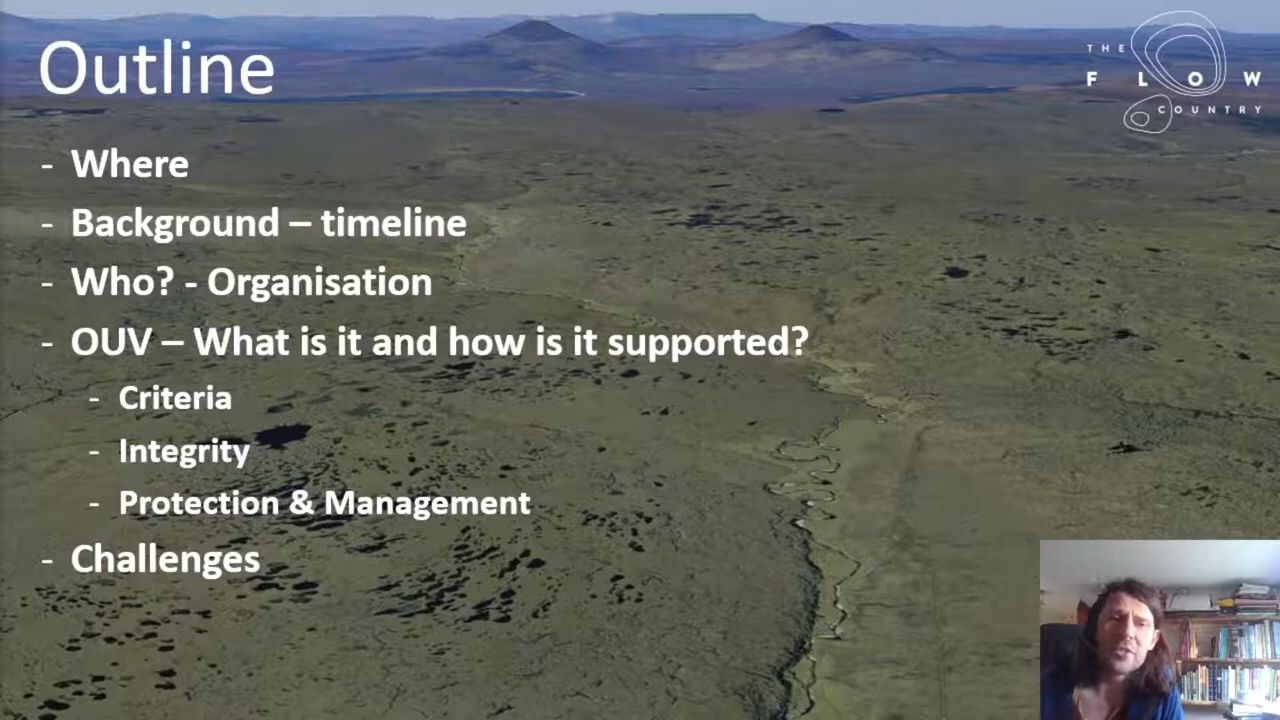 Outline
THE
FLOW
COUNTRY
- Where
- Background – timeline
- Who? - Organisation
- OUV – What is it and how is it supported?
- Criteria
- Integrity
- Protection & Management
- Challenges